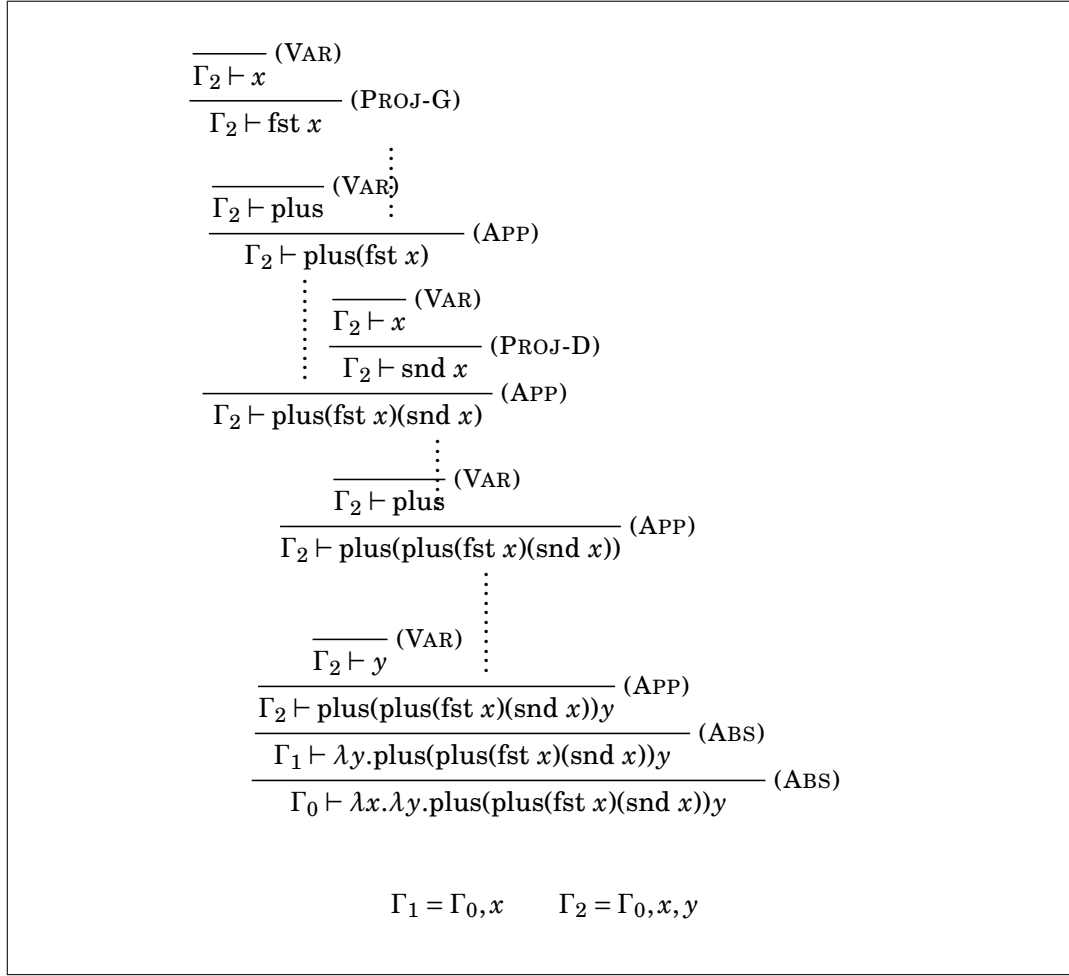 (VAR)
Γ₂ ⊢ x
(PROJ-G)
Γ₂ ⊢ fst x
(VAR)
Γ₂ ⊢ plus
(APP)
Γ₂ ⊢ plus(fst x)
(VAR)
Γ₂ ⊢ x
(PROJ-D)
Γ₂ ⊢ snd x
(APP)
Γ₂ ⊢ plus(fst x)(snd x)
(VAR)
Γ₂ ⊢ plus
(APP)
Γ₂ ⊢ plus(plus(fst x)(snd x))
(VAR)
Γ₂ ⊢ y
(APP)
Γ₂ ⊢ plus(plus(fst x)(snd x))y
(ABS)
Γ₁ ⊢ λy.plus(plus(fst x)(snd x))y
(ABS)
Γ₀ ⊢ λx.λy.plus(plus(fst x)(snd x))y
Γ₁ = Γ₀, x Γ₂ = Γ₀, x, y